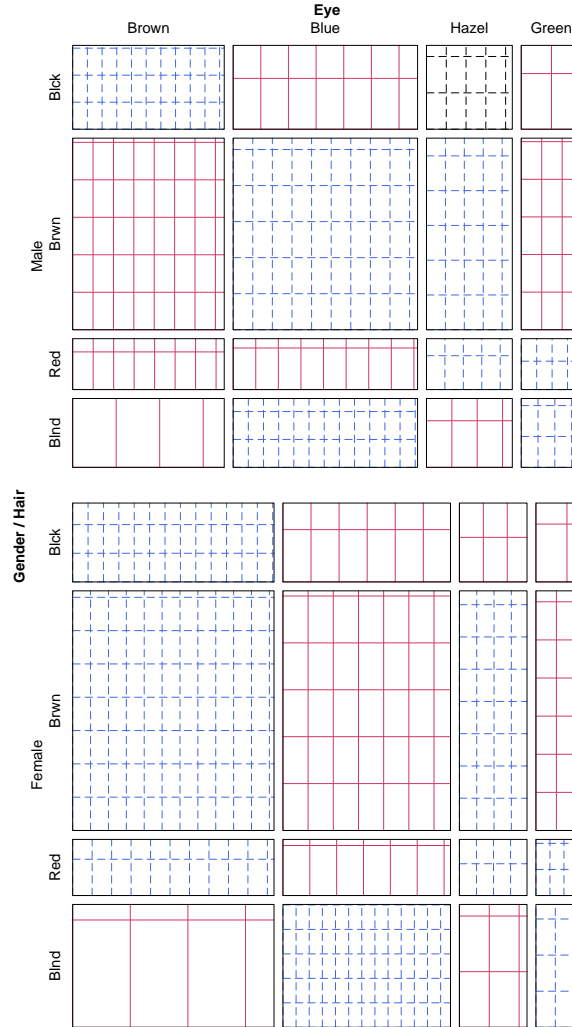 Eye
Brown Blue Hazel Green
Gender / Hair
Male
Blck
Brwn
Red
Blnd
Female
Blck
Brwn
Red
Blnd